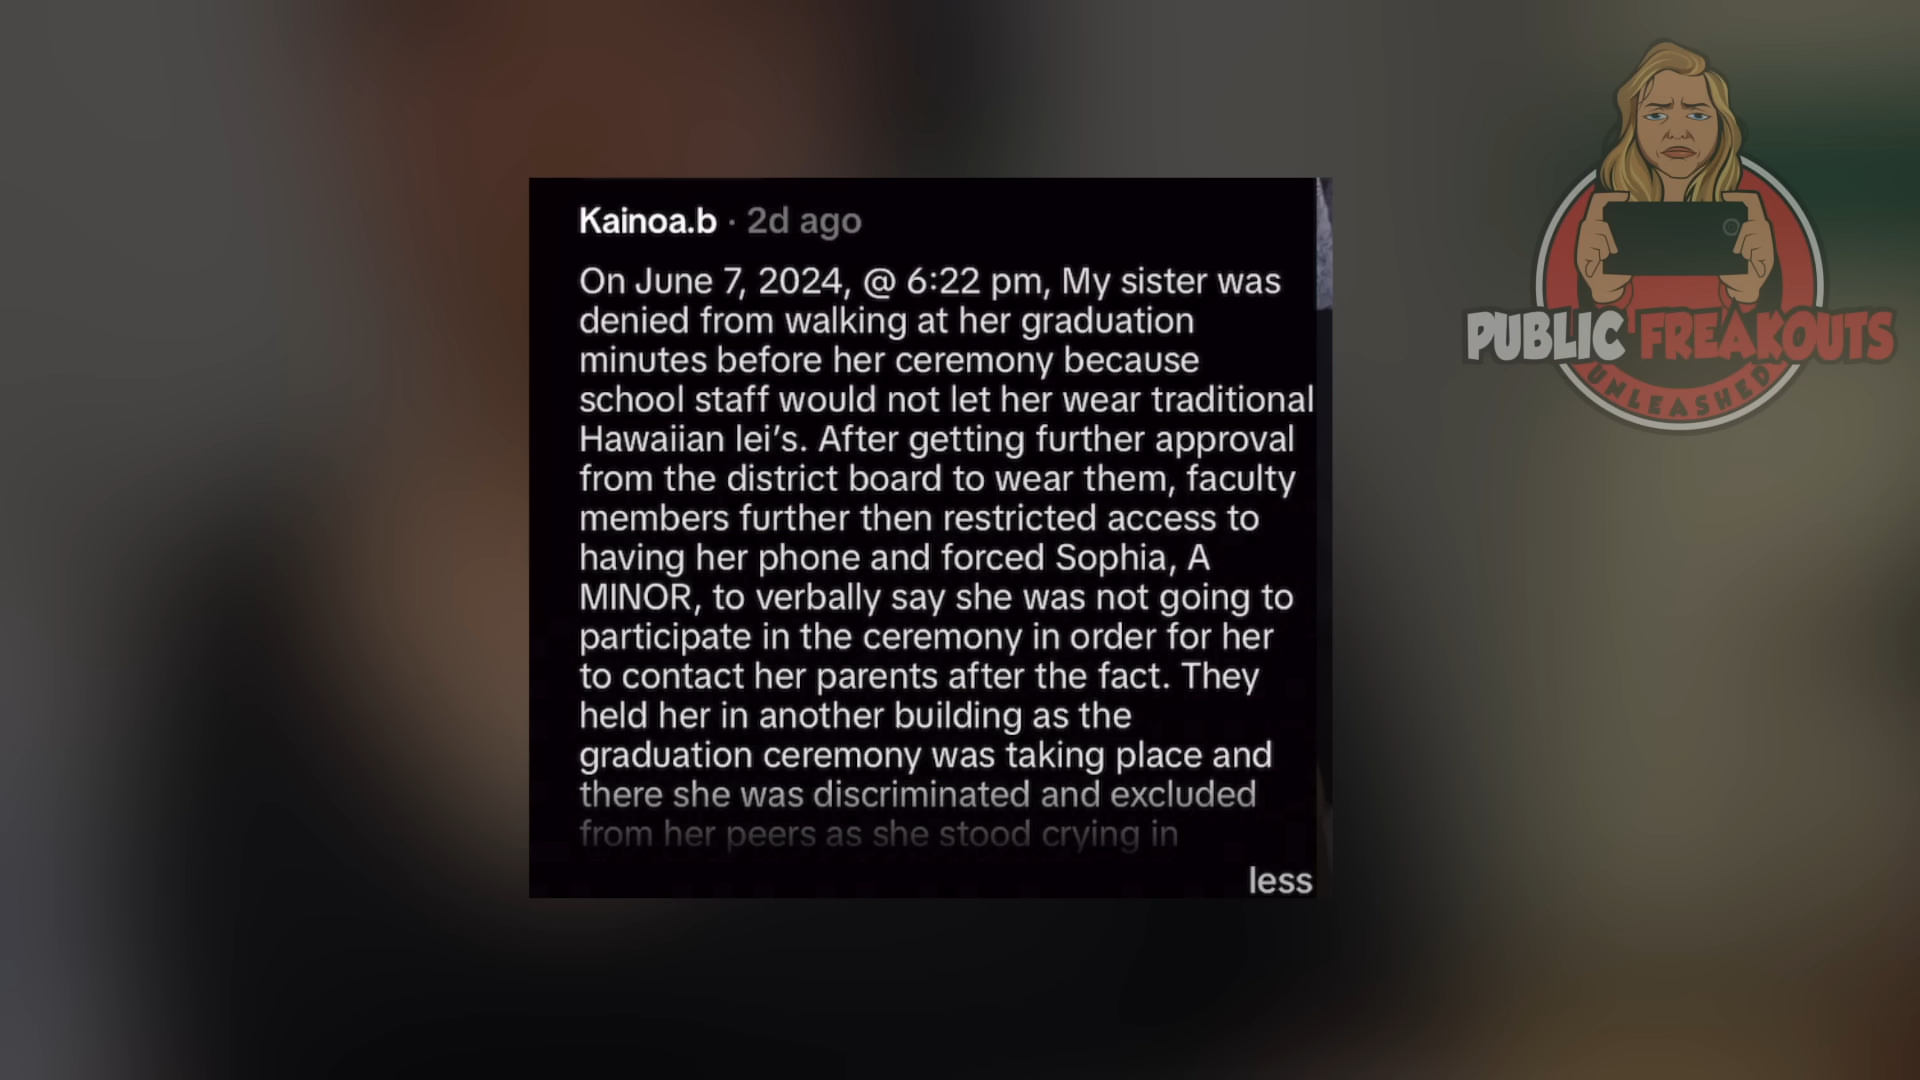 Kainoa.b · 2d ago
On June 7, 2024, @ 6:22 pm, My sister was
denied from walking at her graduation
minutes before her ceremony because
school staff would not let her wear traditional
Hawaiian lei’s. After getting further approval
from the district board to wear them, faculty
members further then restricted access to
having her phone and forced Sophia, A
MINOR, to verbally say she was not going to
participate in the ceremony in order for her
to contact her parents after the fact. They
held her in another building as the
graduation ceremony was taking place and
there she was discriminated and excluded
from her peers as she stood crying in
less
PUBLIC FREAKOUTS
UNLEASHED